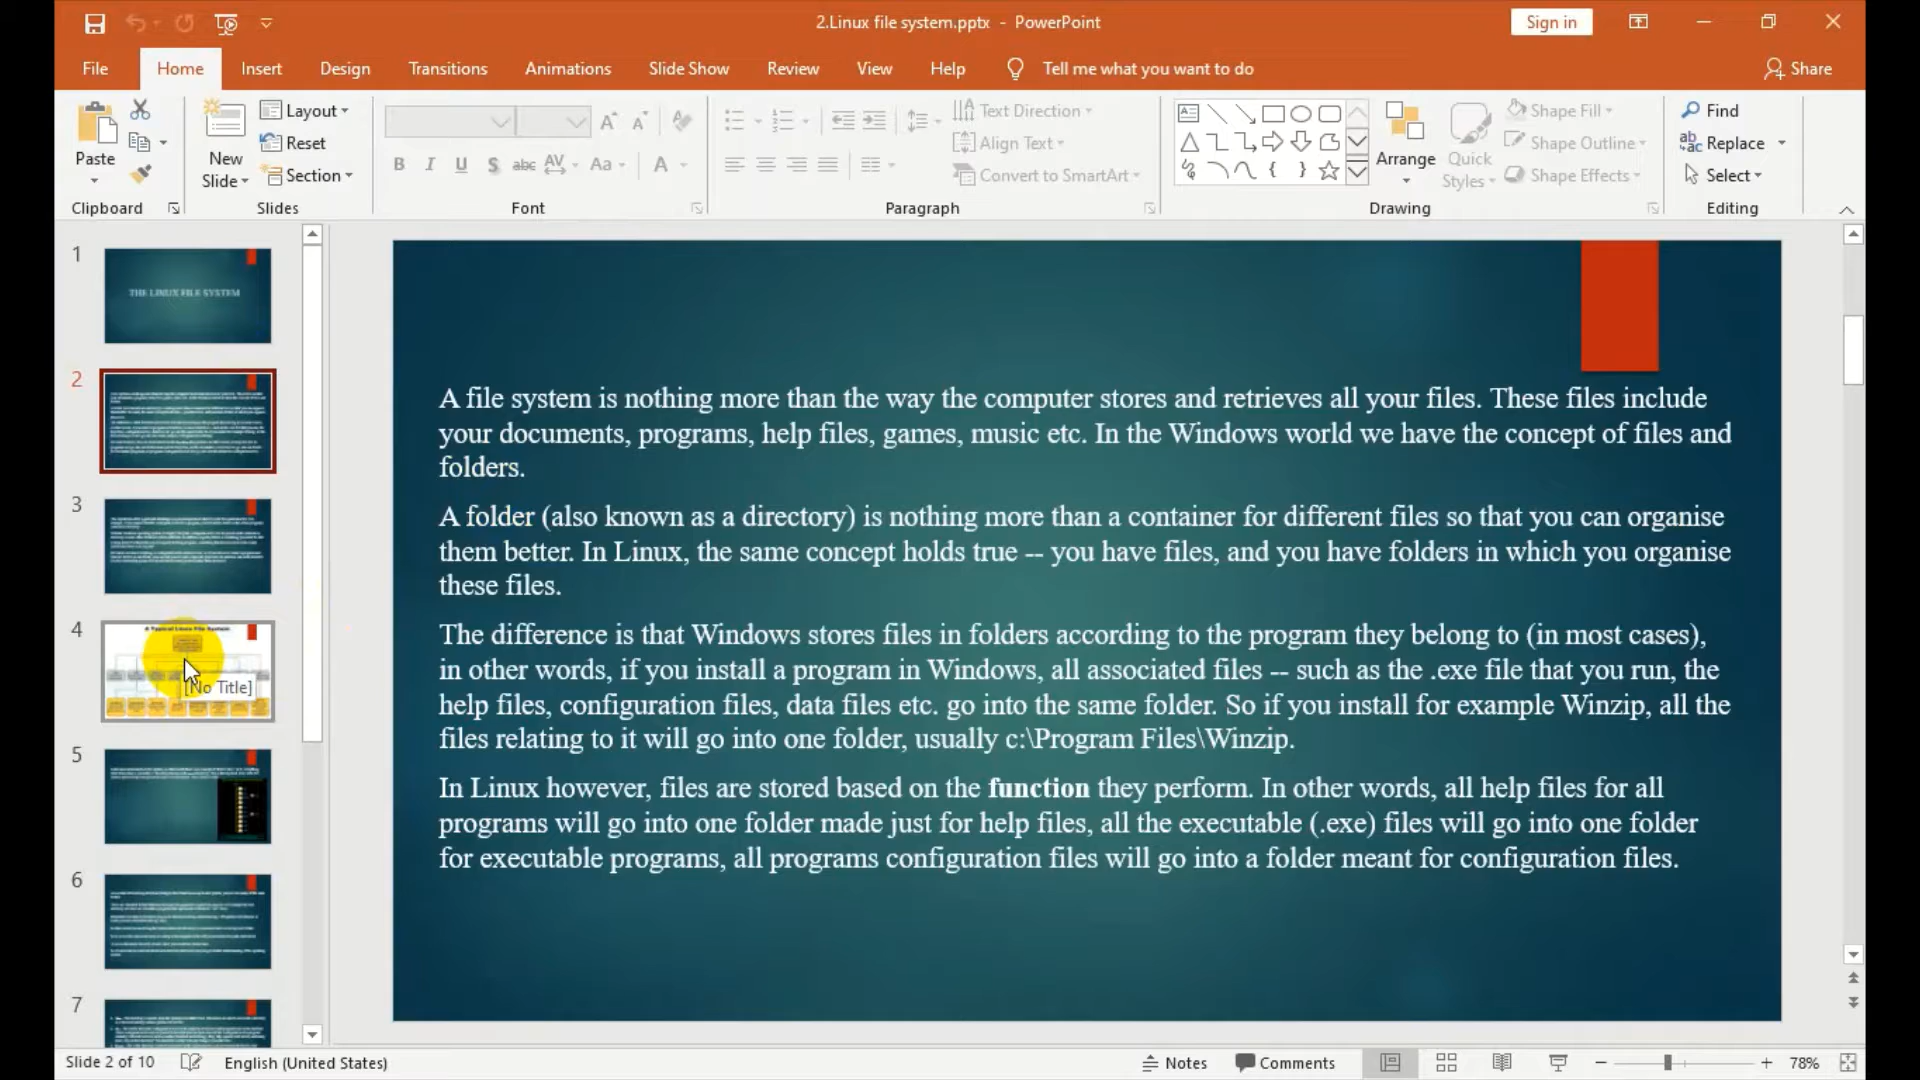 2.Linux file system.pptx - PowerPoint
Sign in
File Home Insert Design Transitions Animations Slide Show Review View Help Tell me what you want to do Share
Paste
Clipboard
New Slide
Layout
Reset
Section
Slides
B I U S abc AV Aa A
Font
Text Direction
Align Text
Convert to SmartArt
Paragraph
Arrange
Quick Styles
Shape Fill
Shape Outline
Shape Effects
Drawing
Find
Replace
Select
Editing
1
THE LINUX FILE SYSTEM
2
3
4
A Typical Linux File System
[No Title]
5
6
7
A file system is nothing more than the way the computer stores and retrieves all your files. These files include
your documents, programs, help files, games, music etc. In the Windows world we have the concept of files and
folders.
A folder (also known as a directory) is nothing more than a container for different files so that you can organise
them better. In Linux, the same concept holds true -- you have files, and you have folders in which you organise
these files.
The difference is that Windows stores files in folders according to the program they belong to (in most cases),
in other words, if you install a program in Windows, all associated files -- such as the .exe file that you run, the
help files, configuration files, data files etc. go into the same folder. So if you install for example Winzip, all the
files relating to it will go into one folder, usually c:\Program Files\Winzip.
In Linux however, files are stored based on the function they perform. In other words, all help files for all
programs will go into one folder made just for help files, all the executable (.exe) files will go into one folder
for executable programs, all programs configuration files will go into a folder meant for configuration files.
Slide 2 of 10 English (United States) Notes Comments 78%